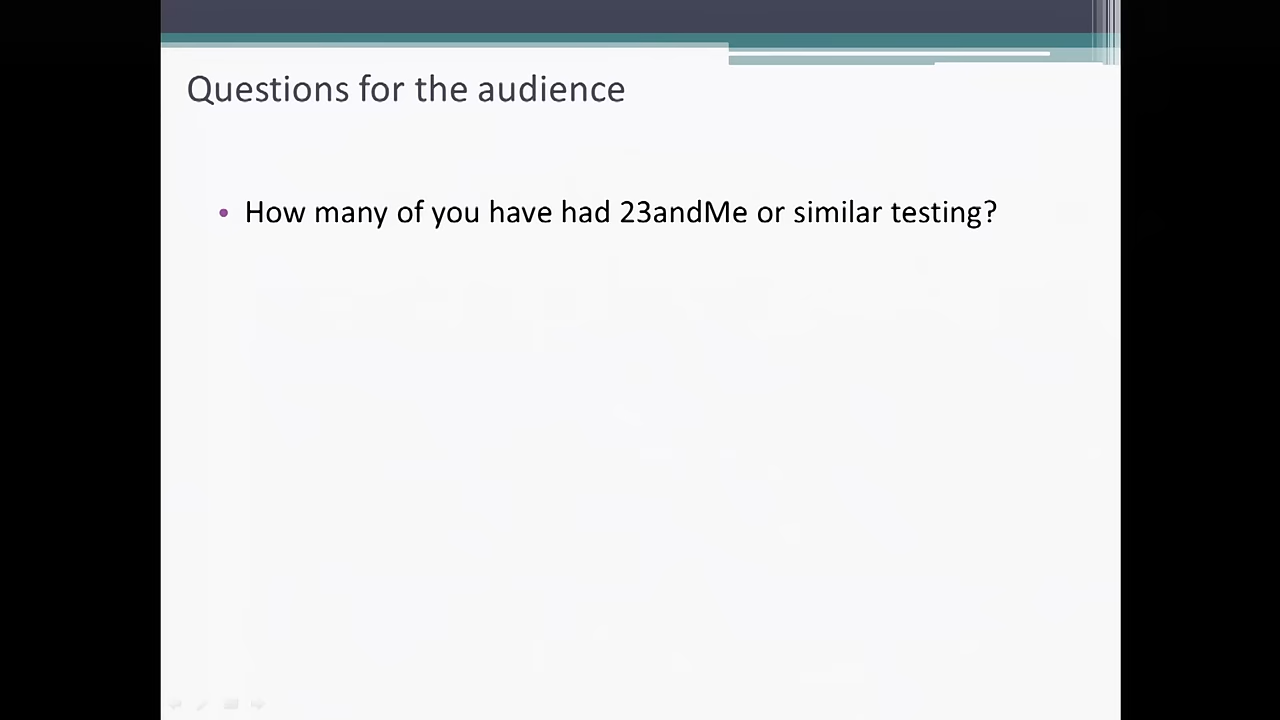 Questions for the audience
• How many of you have had 23andMe or similar testing?